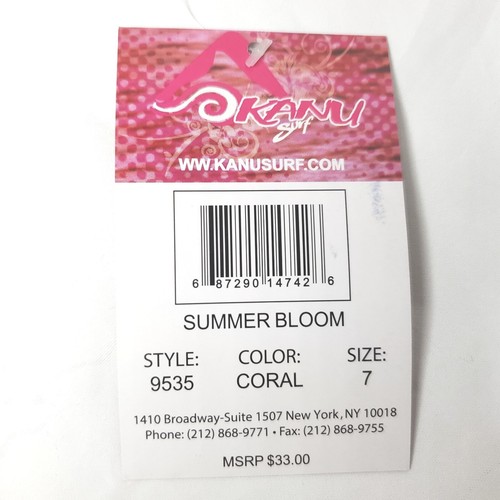 KANU
Surf
WW.KANUSURF.COM
6 87290 14742 6
SUMMER BLOOM
STYLE: COLOR: SIZE:
9535 CORAL 7
1410 Broadway-Suite 1507 New York, NY 10018
Phone: (212) 868-9771 • Fax: (212) 868-9755
MSRP $33.00